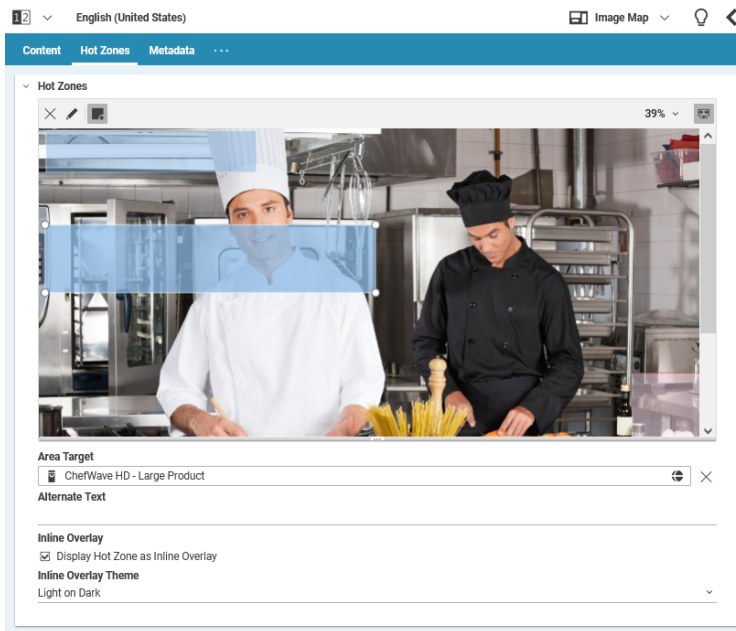 12 English (United States) Image Map
Content Hot Zones Metadata ...
Hot Zones
39%
Area Target
ChefWave HD - Large Product
Alternate Text
Inline Overlay
Display Hot Zone as Inline Overlay
Inline Overlay Theme
Light on Dark